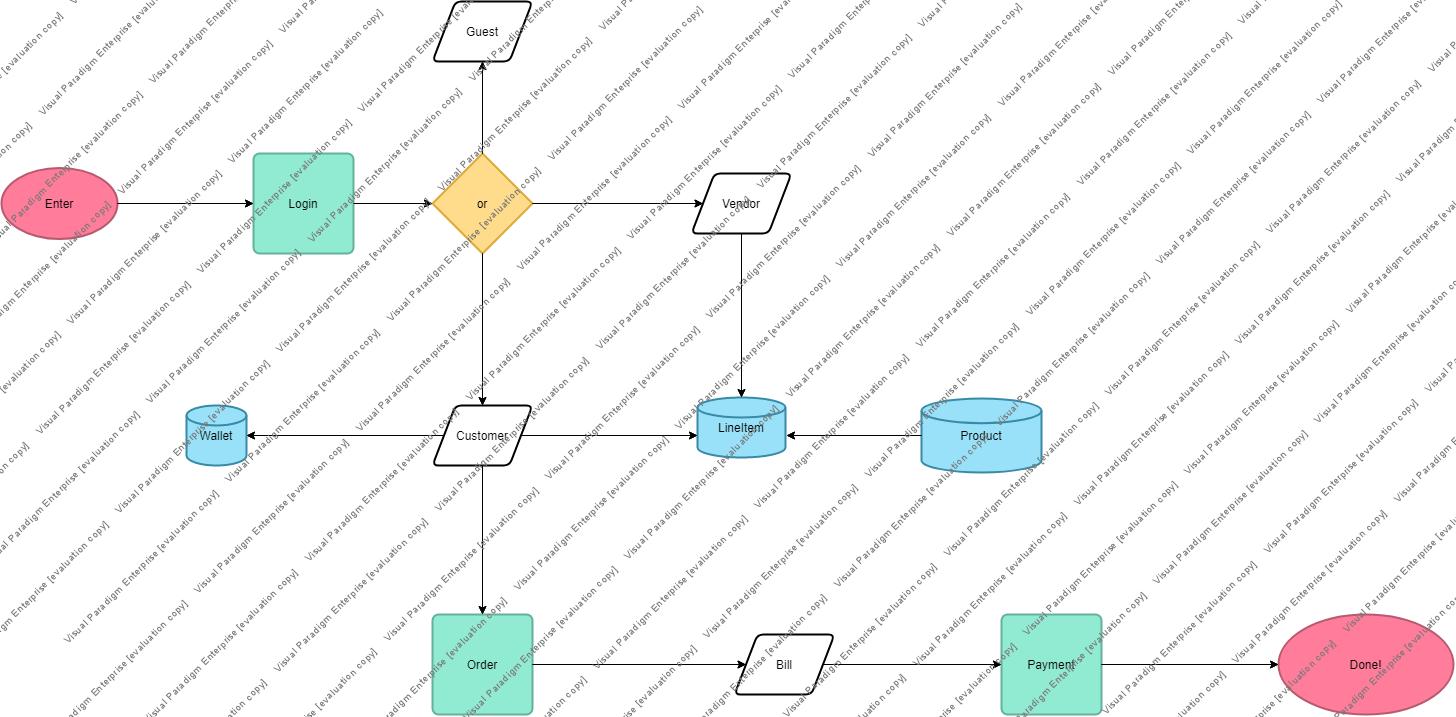 Guest
Enter
Login
or
Vendor
Wallet
Customer
LineItem
Product
Order
Bill
Payment
Done!
Visual Paradigm Enterprise [evaluation copy]